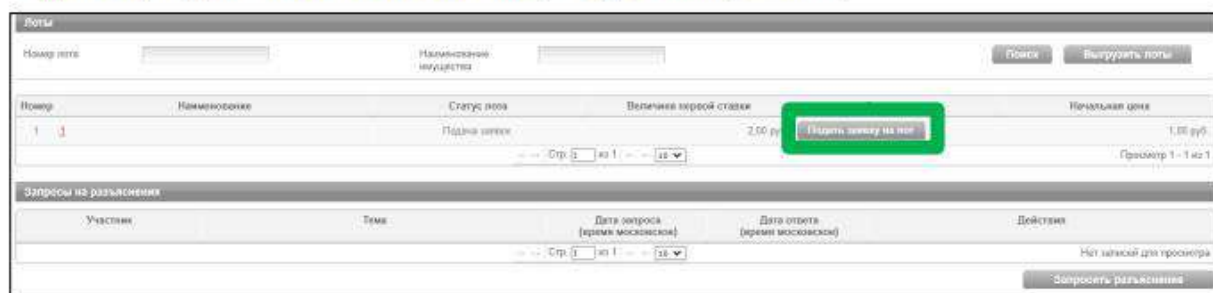 Лоты
Номер лота
Наименование имущества
Поиск
Выгрузить лоты
Номер Наименование Статус лота Величина первой ставки Начальная цена
1 1 Подача заявок 2,00 ру Подать заявку на лот 1,00 руб.
Стр. 1 из 1 10 Просмотр 1 - 1 из 1
Запросы на разъяснения
Участник Тема Дата запроса (время московское) Дата ответа (время московское) Действия
Стр. 1 из 1 10 Нет записей для просмотра
Запросить разъяснения